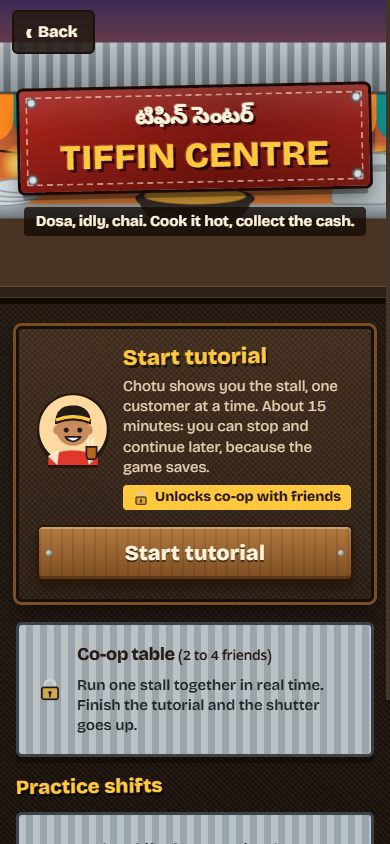 ‹ Back
టిఫిన్ సెంటర్
TIFFIN CENTRE
Dosa, idly, chai. Cook it hot, collect the cash.
Start tutorial
Chotu shows you the stall, one
customer at a time. About 15
minutes: you can stop and
continue later, because the
game saves.
Unlocks co-op with friends
Start tutorial
Co-op table (2 to 4 friends)
Run one stall together in real time.
Finish the tutorial and the shutter
goes up.
Practice shifts